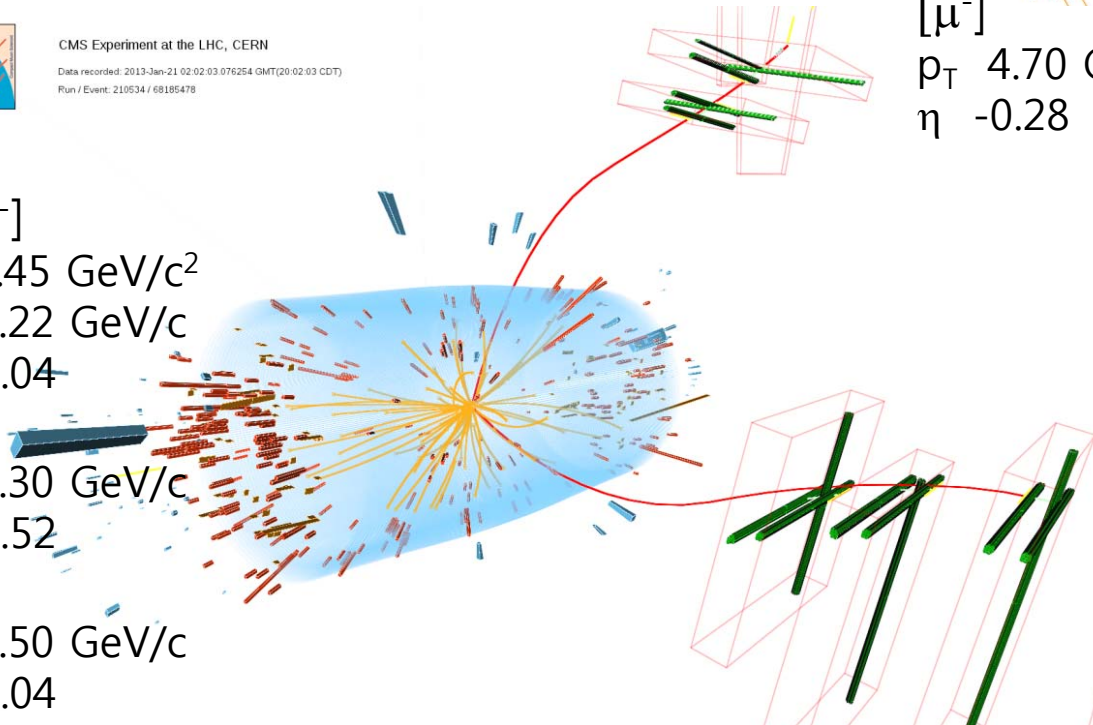 CMS Experiment at the LHC, CERN
Data recorded: 2013-Jan-21 02:02:03.076254 GMT(20:02:03 CDT)
Run / Event: 210534 / 68185478
[μ-]
pT 4.70
η -0.28
-]
.45 GeV/c²
.22 GeV/c
.04
.30 GeV/c
.52
.50 GeV/c
.04